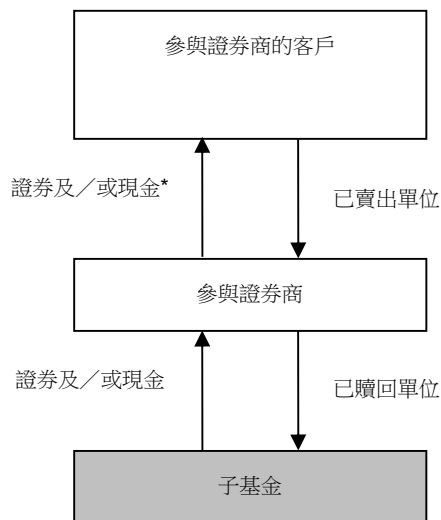 參與證券商的客戶
證券及／或現金*
已賣出單位
參與證券商
證券及／或現金
已贖回單位
子基金